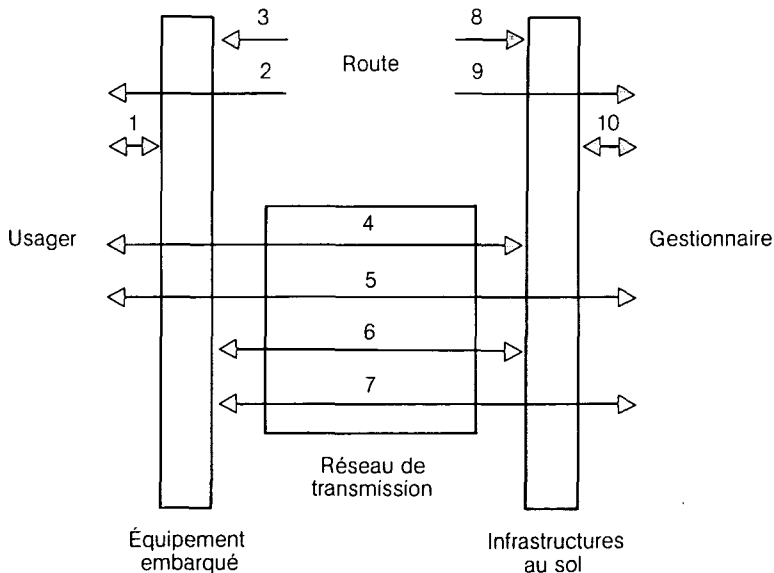 3 8
Route
2 9
1 10
4
Usager Gestionnaire
5
6
7
Réseau de
transmission
Équipement
embarqué
Infrastructures
au sol